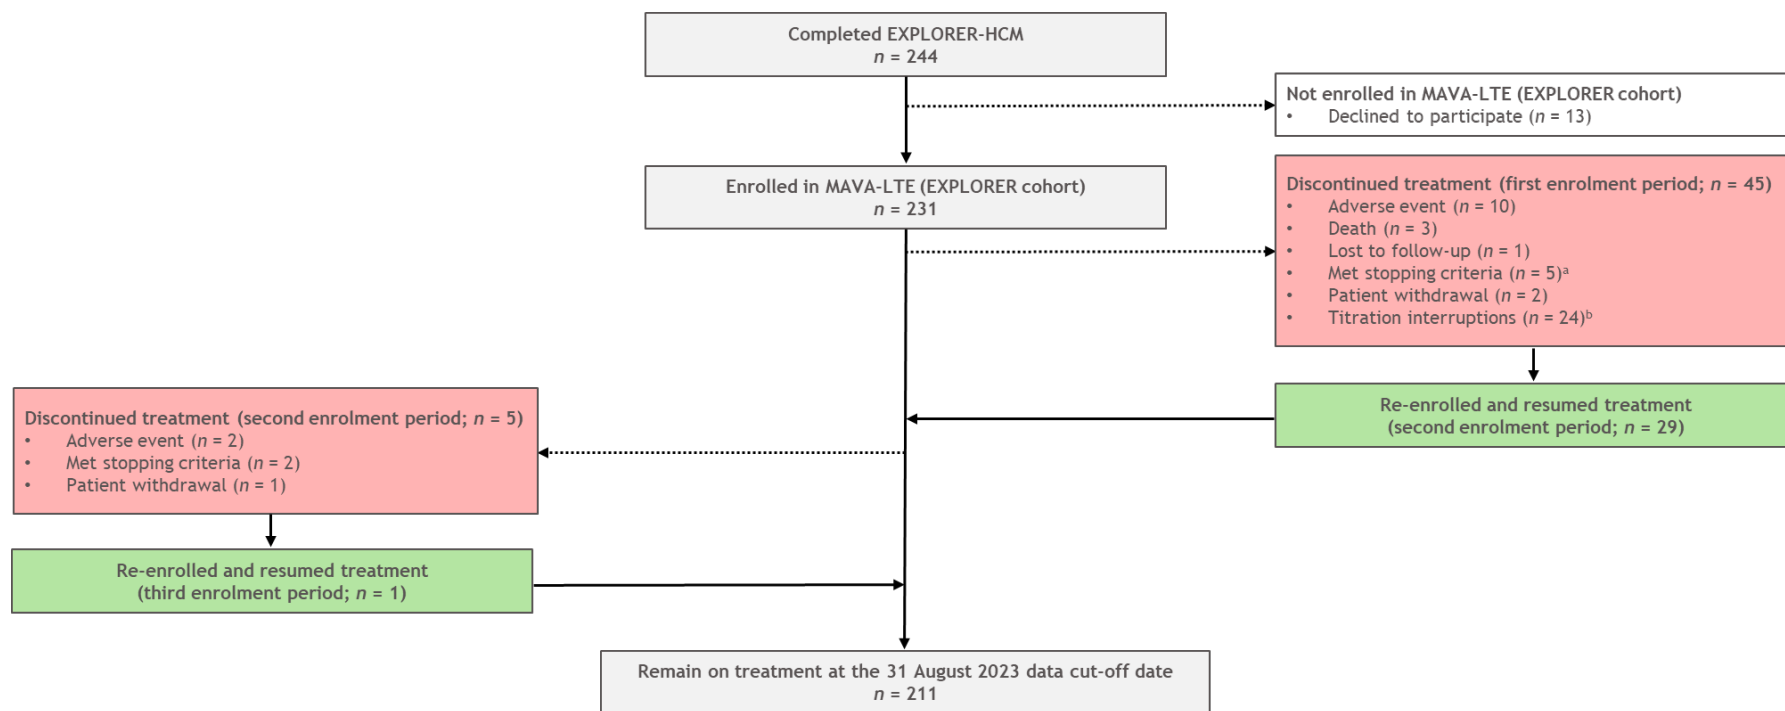 Completed EXPLORER-HCM
n = 244
Not enrolled in MAVA-LTE (EXPLORER cohort)
• Declined to participate (n = 13)
Enrolled in MAVA-LTE (EXPLORER cohort)
n = 231
Discontinued treatment (first enrolment period; n = 45)
• Adverse event (n = 10)
• Death (n = 3)
• Lost to follow-up (n = 1)
• Met stopping criteria (n = 5)ᵃ
• Patient withdrawal (n = 2)
• Titration interruptions (n = 24)ᵇ
Re-enrolled and resumed treatment
(second enrolment period; n = 29)
Discontinued treatment (second enrolment period; n = 5)
• Adverse event (n = 2)
• Met stopping criteria (n = 2)
• Patient withdrawal (n = 1)
Re-enrolled and resumed treatment
(third enrolment period; n = 1)
Remain on treatment at the 31 August 2023 data cut-off date
n = 211